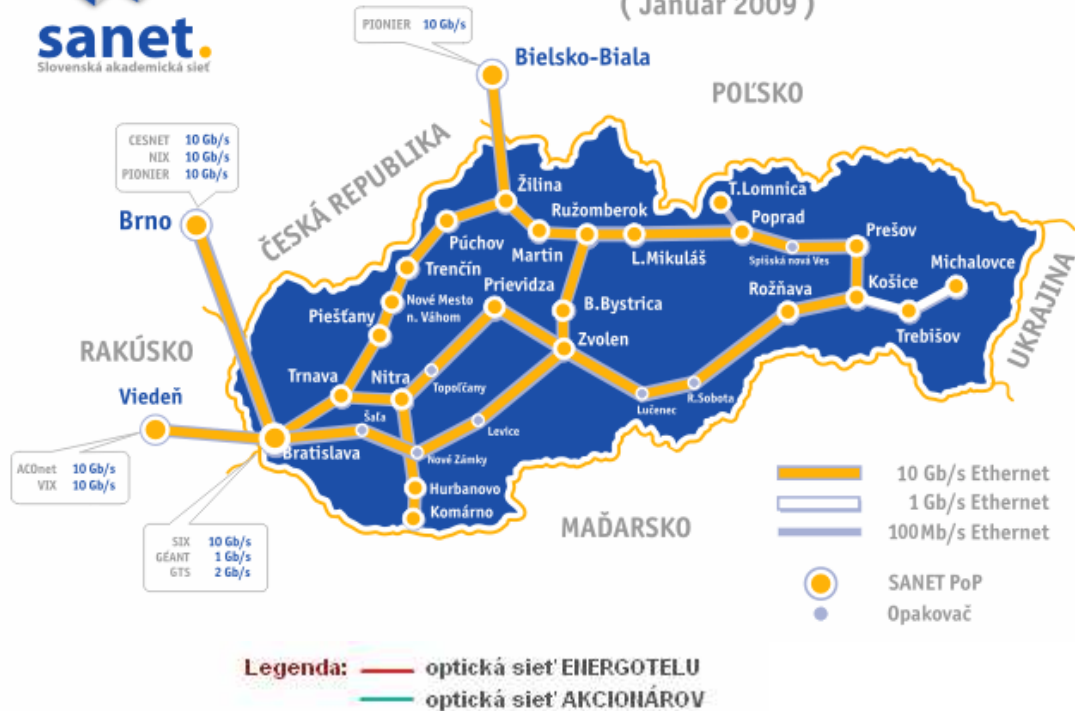 ( Január 2009 )
sanet.
Slovenská akademická sieť
PIONIER 10 Gb/s
Bielsko-Biala
POĽSKO
CESNET 10 Gb/s
NIX 10 Gb/s
PIONIER 10 Gb/s
Brno
ČESKÁ REPUBLIKA
T.Lomnica
Žilina
Ružomberok
Poprad
Púchov
Martin
L.Mikuláš
Spišská nová Ves
Prešov
Trenčín
Michalovce
Prievidza
Rožňava
Košice
Nové Mesto
n. Váhom
B.Bystrica
Piešťany
Trebišov
UKRAJINA
Zvolen
RAKÚSKO
Trnava
Nitra
Topoľčany
Viedeň
Šaľa
Lučenec
R.Sobota
Levice
Bratislava
Nové Zámky
ACOnet 10 Gb/s
VIX 10 Gb/s
Hurbanovo
Komárno
MAĎARSKO
SIX 10 Gb/s
GÉANT 1 Gb/s
GTS 2 Gb/s
10 Gb/s Ethernet
1 Gb/s Ethernet
100 Mb/s Ethernet
SANET PoP
Opakovač
Legenda:
optická sieť ENERGOTELU
optická sieť AKCIONÁROV